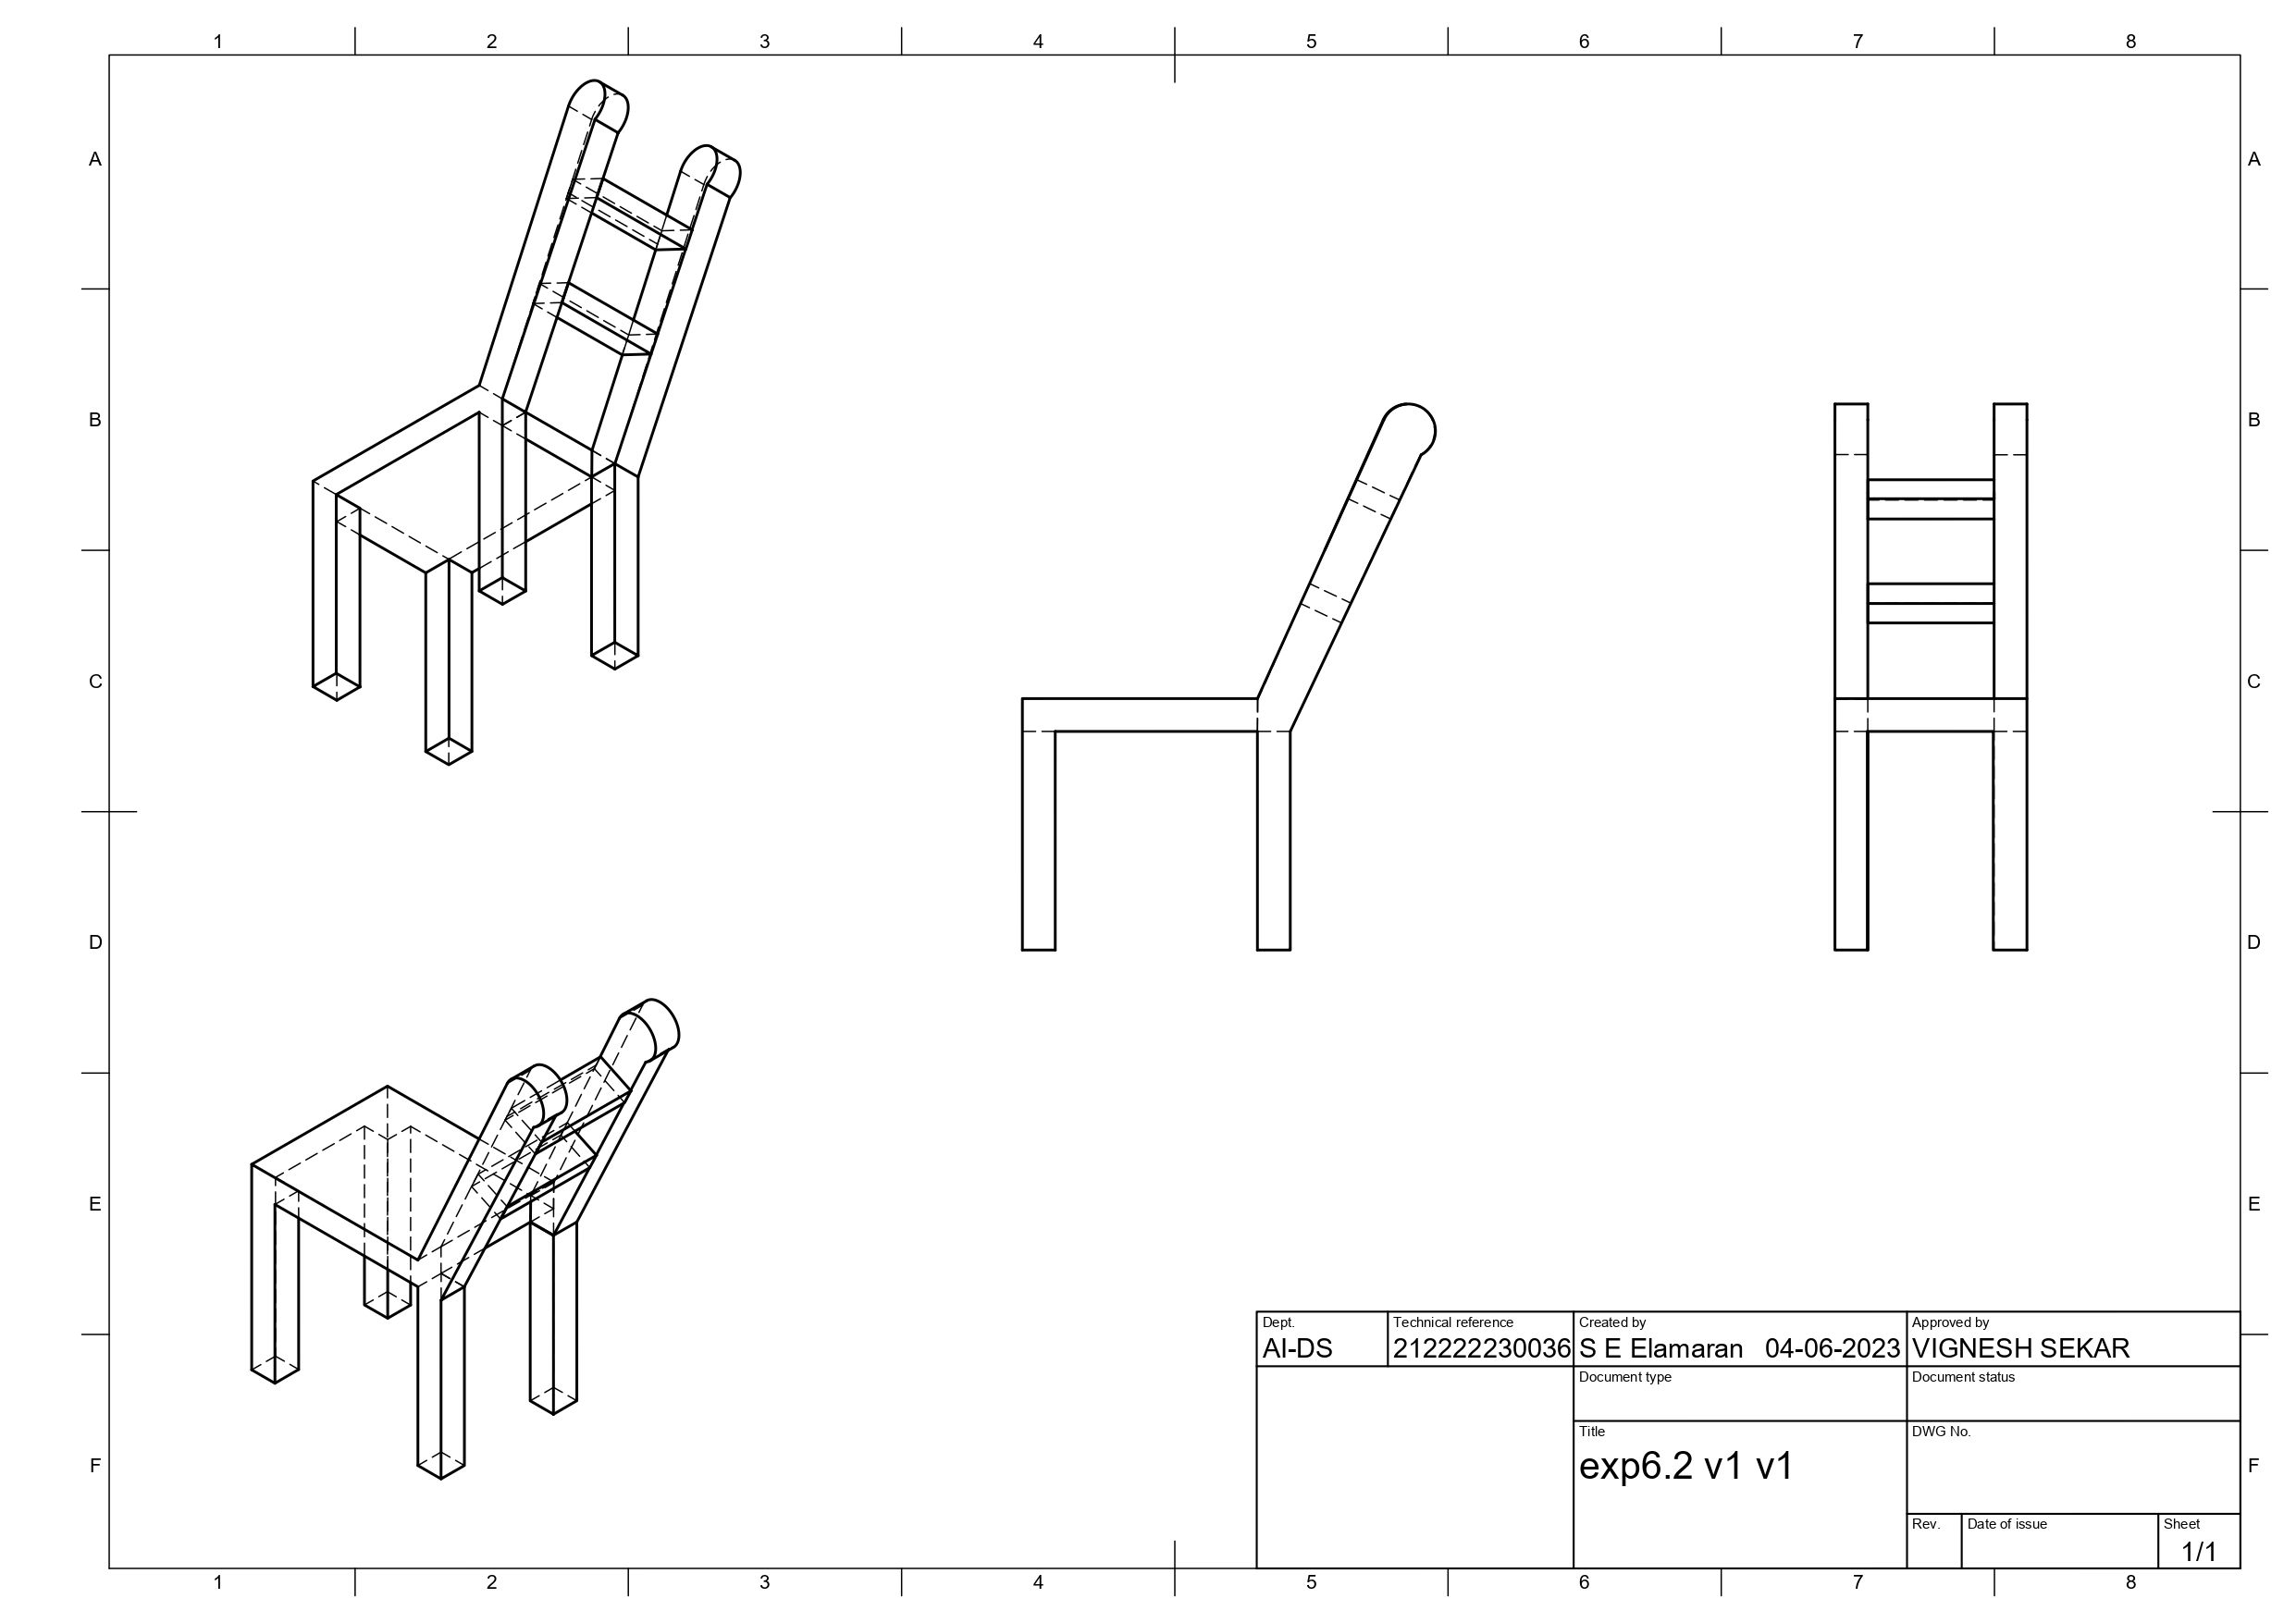 1 2 3 4 5 6 7 8
A A
B B
C C
D D
E E
F F
Dept. Technical reference Created by Approved by
AI-DS 212222230036 S E Elamaran 04-06-2023 VIGNESH SEKAR
Document type Document status
Title DWG No.
exp6.2 v1 v1
Rev. Date of issue Sheet
1/1
1 2 3 4 5 6 7 8